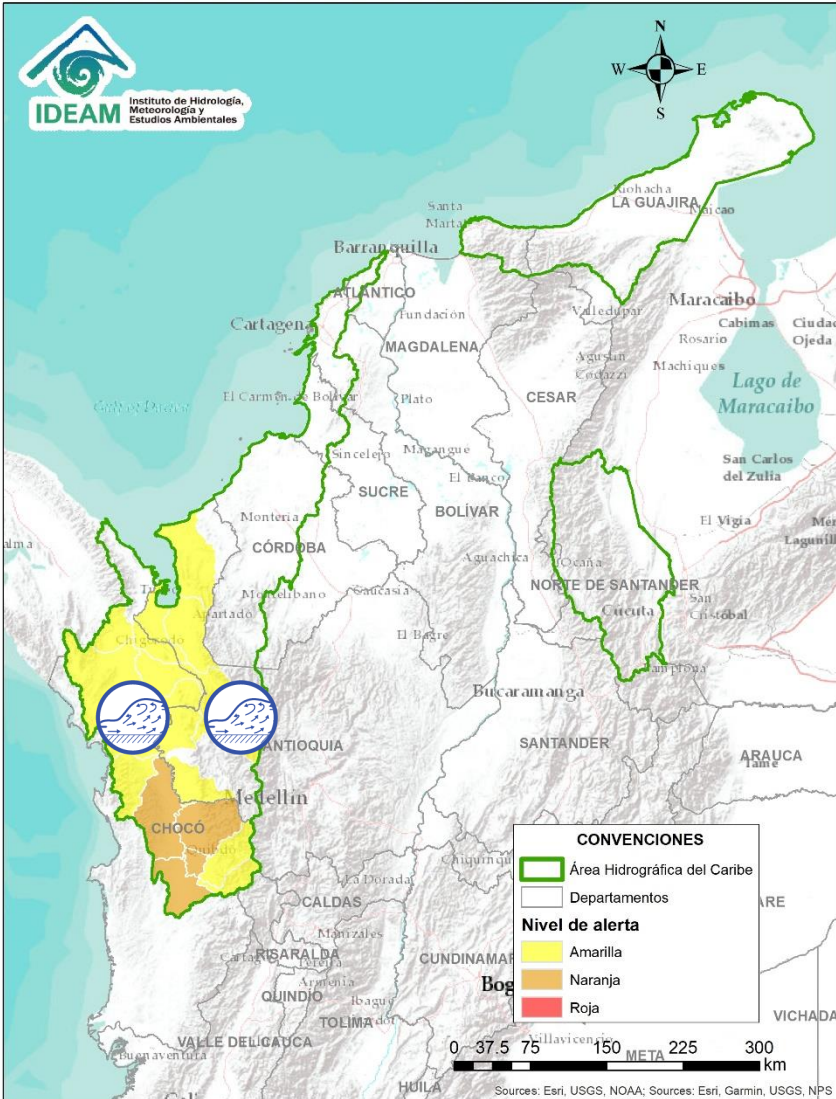 IDEAM
Instituto de Hidrología,
Meteorología y
Estudios Ambientales
N
W
E
S
Riohacha
LA GUAJIRA
Maicao
Santa
Marta
Barranquilla
ATLÁNTICO
Maracaibo
Cabimas
Ciudad
Ojeda
Cartagena
Fundación
Valledupar
Rosario
MAGDALENA
Agustín
Codazzi
Machiques
Lago de
Maracaibo
El Carmen de Bolívar
Plato
CESAR
Sincelejo
Magangue
San Carlos
del Zulia
El Banco
SUCRE
BOLÍVAR
Montería
CÓRDOBA
El Vigía
Aguachica
Ocaña
NORTE DE SANTANDER
Montelibano
Caucasia
Apartadó
Cucuta
San
Cristóbal
El Bagre
Chigorodó
Pamplona
Bucaramanga
ANTIOQUIA
SANTANDER
ARAUCA
Tame
Medellín
CHOCÓ
Quibdó
CONVENCIONES
Área Hidrográfica del Caribe
Departamentos
Nivel de alerta
Amarilla
Naranja
Roja
La Dorada
CALDAS
Manizales
RISARALDA
Pereira
Armenia
QUINDÍO
Ibague
TOLIMA
VALLE DEL CAUCA
Buenaventura
HUILA
VICHADA
Villavicencio
META
0 37.5 75 150 225 300
km
Sources: Esri, USGS, NOAA; Sources: Esri, Garmin, USGS, NPS